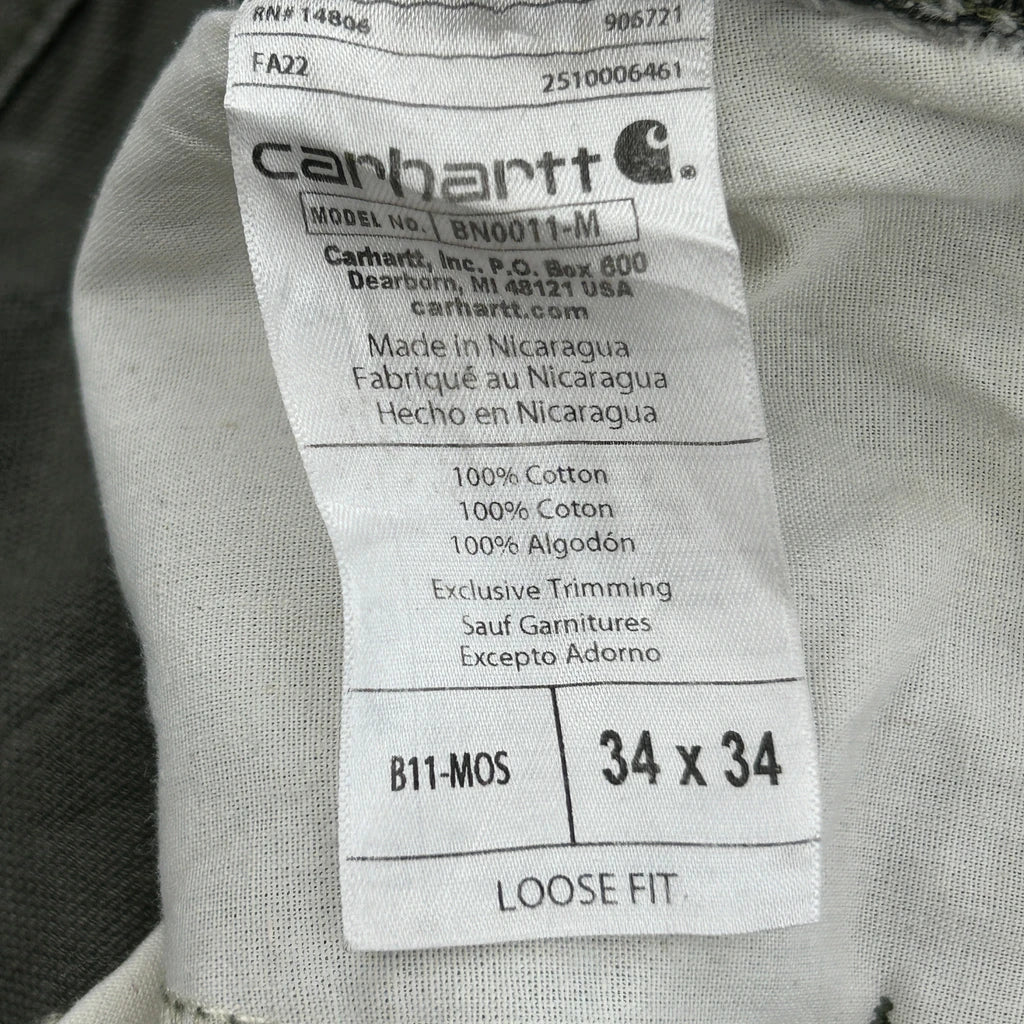 RN# 14806 906721
FA22 2510006461
carhartt
MODEL No. BN0011-M
Carhartt, Inc. P.O. Box 600
Dearborn, MI 48121 USA
carhartt.com
Made in Nicaragua
Fabriqué au Nicaragua
Hecho en Nicaragua
100% Cotton
100% Coton
100% Algodón
Exclusive Trimming
Sauf Garnitures
Excepto Adorno
B11-MOS 34 x 34
LOOSE FIT